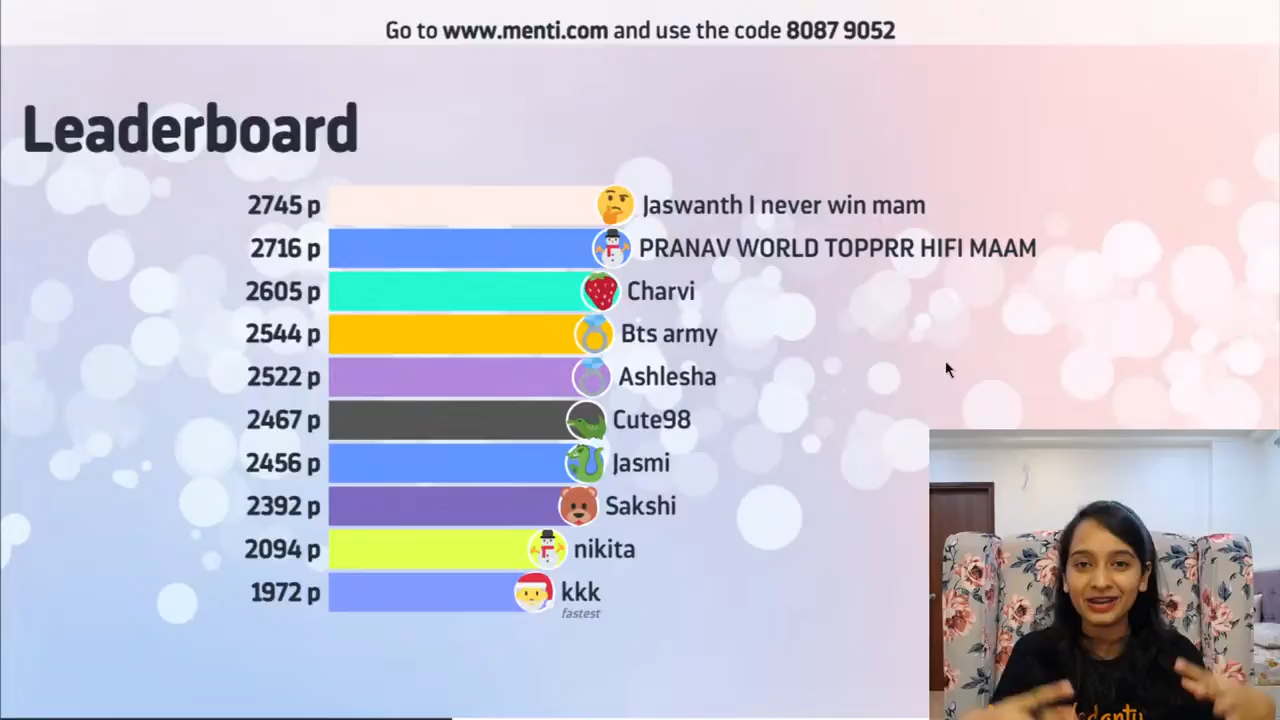 Go to www.menti.com and use the code 8087 9052
Leaderboard
2745 p Jaswanth I never win mam
2716 p PRANAV WORLD TOPPRR HIFI MAAM
2605 p Charvi
2544 p Bts army
2522 p Ashlesha
2467 p Cute98
2456 p Jasmi
2392 p Sakshi
2094 p nikita
1972 p kkk
fastest